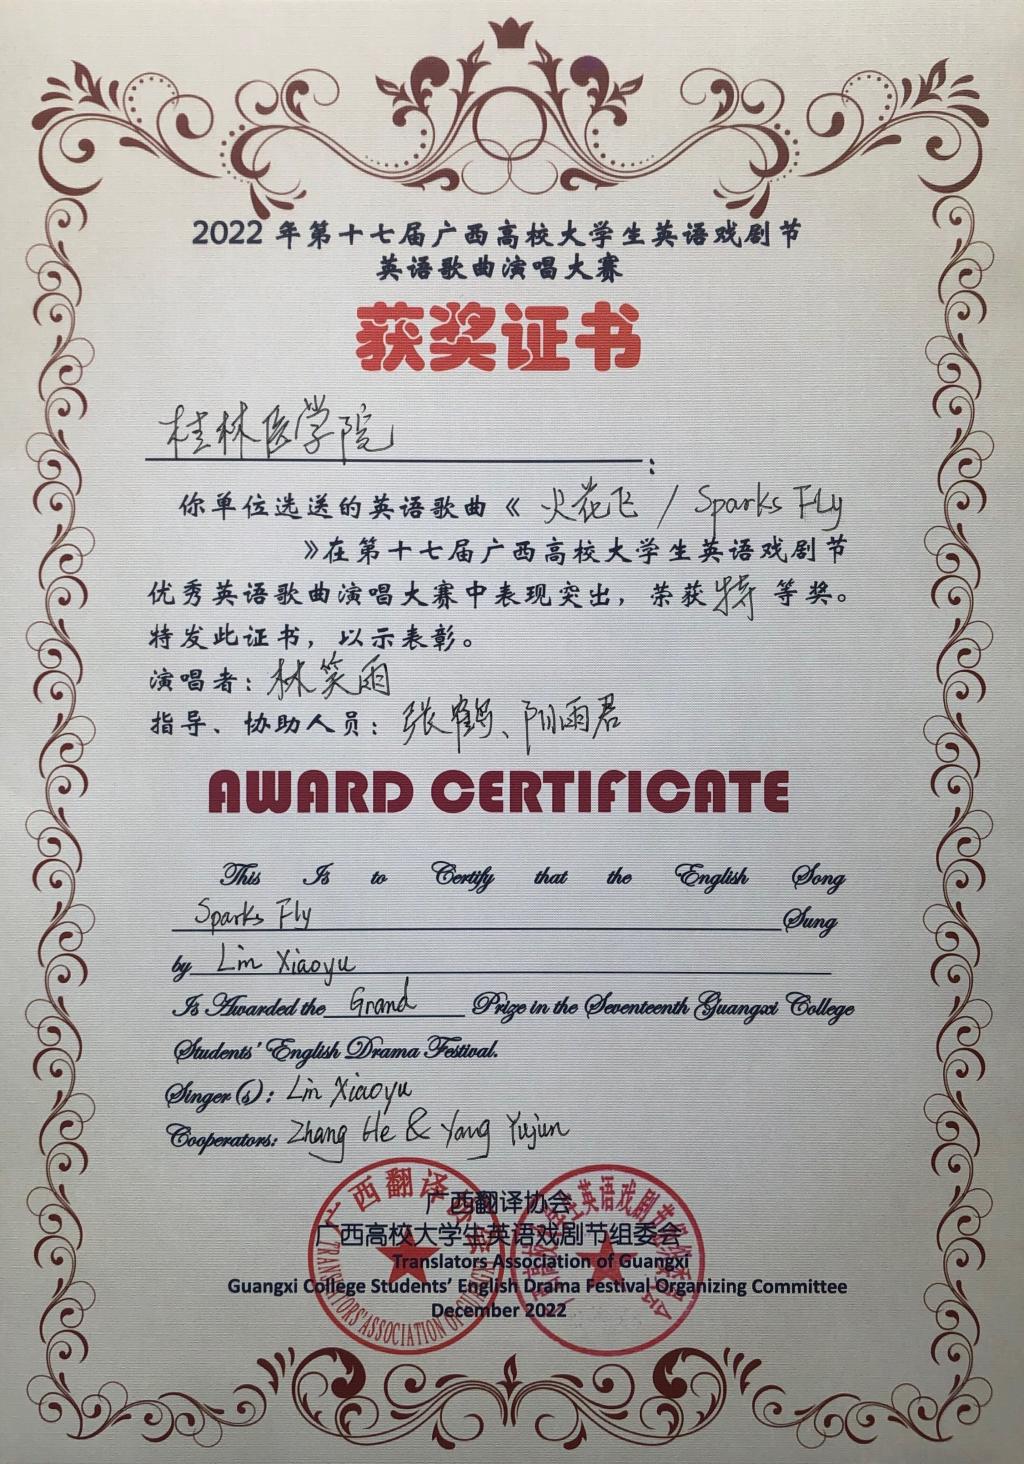 2022 年第十七届广西高校大学生英语戏剧节
英语歌曲演唱大赛
获奖证书
桂林医学院：
你单位选送的英语歌曲《 火花飞 / Sparks Fly
》在第十七届广西高校大学生英语戏剧节
优秀英语歌曲演唱大赛中表现突出，荣获特等奖。
特发此证书，以示表彰。
演唱者：林笑雨
指导、协助人员：张鹤、阳雨君
AWARD CERTIFICATE
This Is to Certify that the English Song
Sparks Fly Sung
by Lin Xiaoyu
Is Awarded the Grand Prize in the Seventeenth Guangxi College
Students' English Drama Festival.
Singer (s) : Lin Xiaoyu
Cooperators: Zhang He & Yang Yujun
广西翻译协会
广西高校大学生英语戏剧节组委会
Translators Association of Guangxi
Guangxi College Students' English Drama Festival Organizing Committee
December 2022